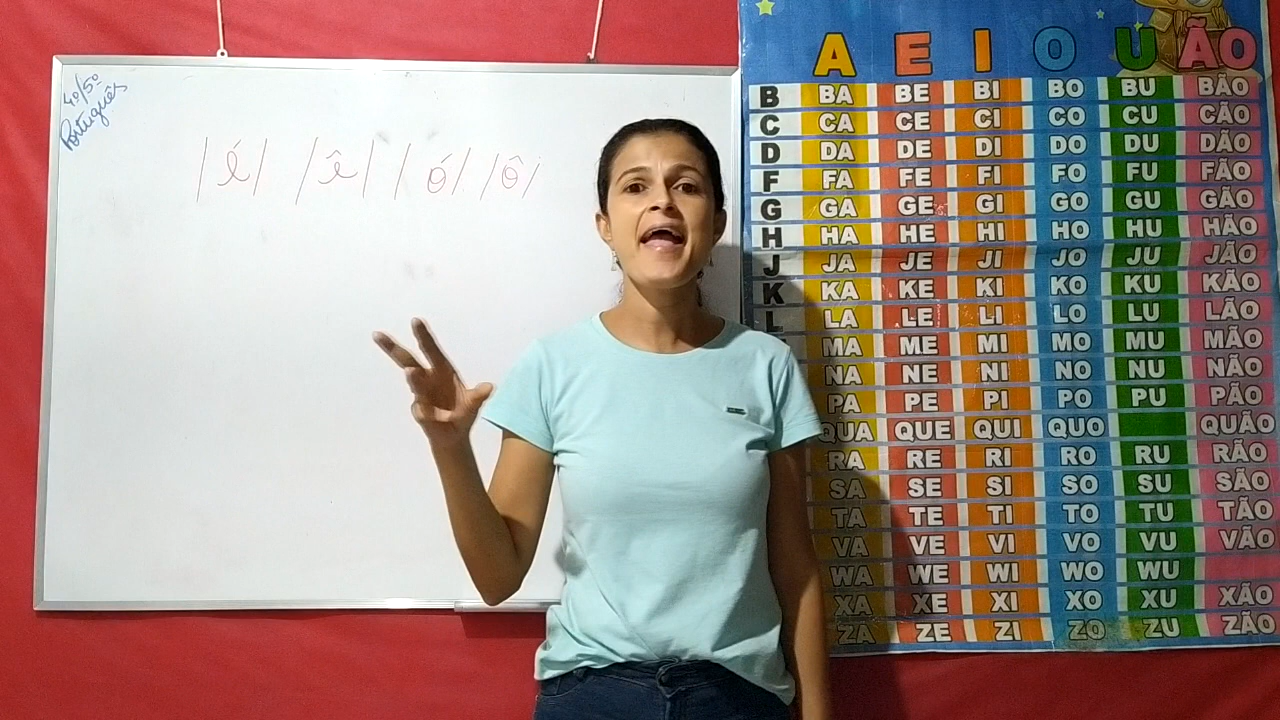 4º/5º
Português
/é/ /ê/ /ó/ /ô/
A E I O U ÃO
B BA BE BI BO BU BÃO
C CA CE CI CO CU CÃO
D DA DE DI DO DU DÃO
F FA FE FI FO FU FÃO
G GA GE GI GO GU GÃO
H HA HE HI HO HU HÃO
J JA JE JI JO JU JÃO
K KA KE KI KO KU KÃO
L LA LE LI LO LU LÃO
MA ME MI MO MU MÃO
NA NE NI NO NU NÃO
PA PE PI PO PU PÃO
QUA QUE QUI QUO QUÃO
RA RE RI RO RU RÃO
SA SE SI SO SU SÃO
TA TE TI TO TU TÃO
VA VE VI VO VU VÃO
WA WE WI WO WU
XA XE XI XO XU XÃO
ZA ZE ZI ZO ZU ZÃO